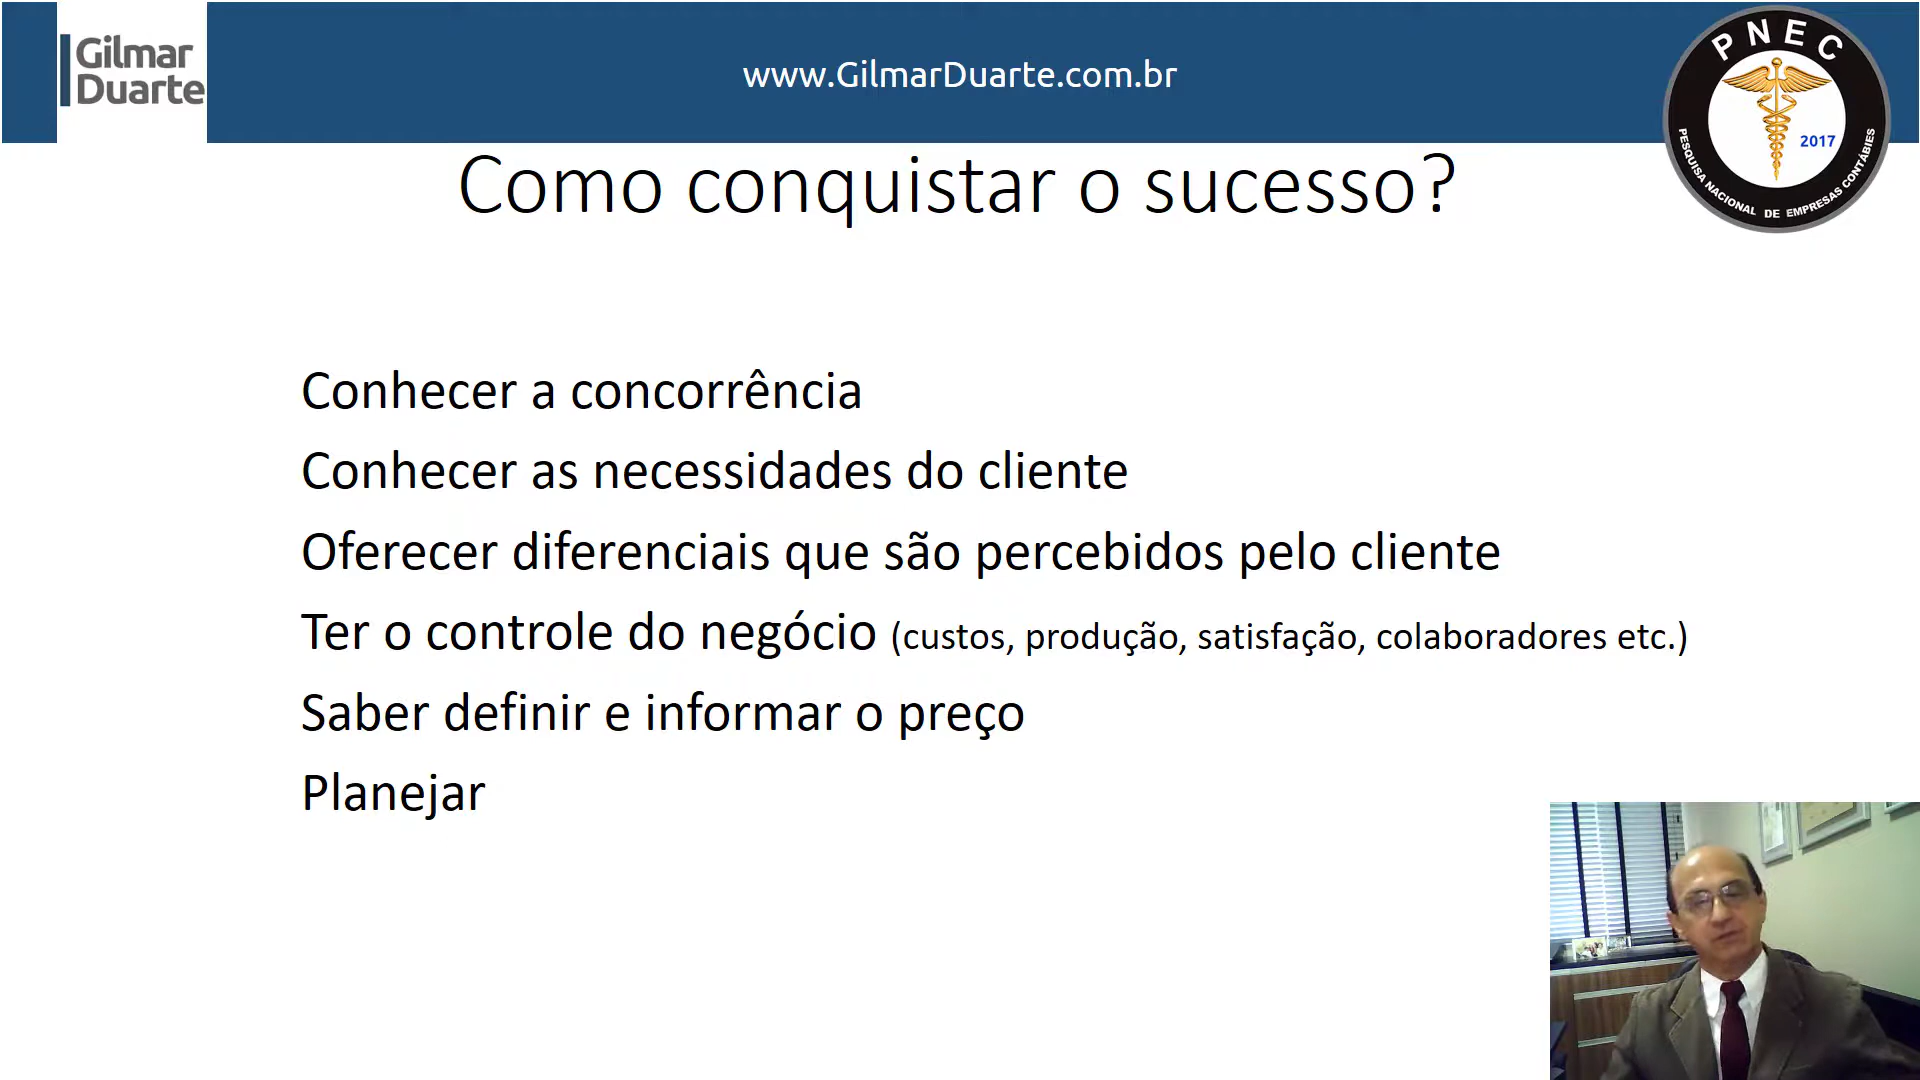 Gilmar
Duarte
www.GilmarDuarte.com.br
PNEC
2017
PESQUISA NACIONAL DE EMPRESAS CONTÁBIES
Como conquistar o sucesso?
Conhecer a concorrência
Conhecer as necessidades do cliente
Oferecer diferenciais que são percebidos pelo cliente
Ter o controle do negócio (custos, produção, satisfação, colaboradores etc.)
Saber definir e informar o preço
Planejar